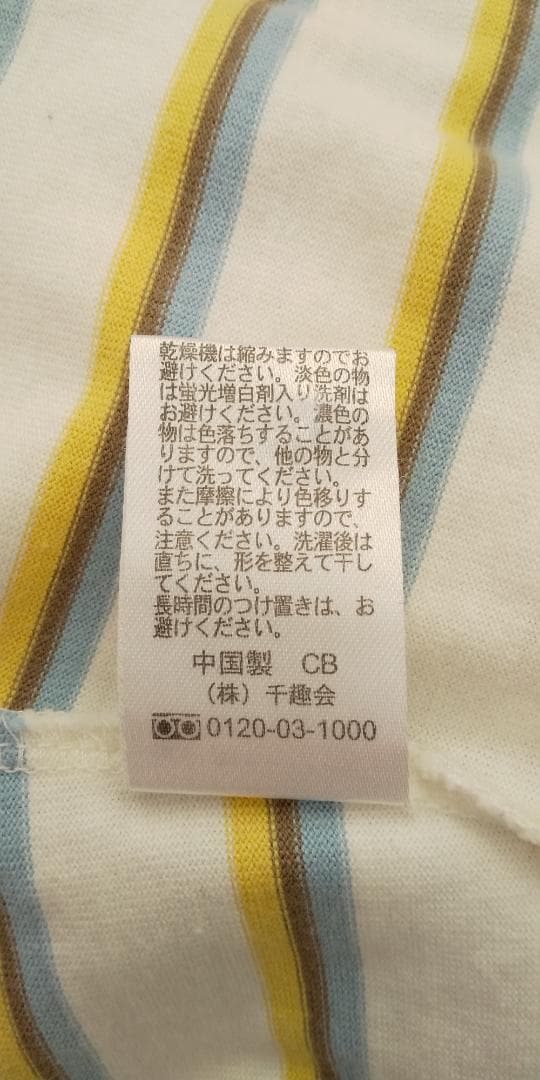 乾燥機は縮みますのでお
避けください。淡色の物
は蛍光増白剤入り洗剤は
お避けください。濃色の
物は色落ちすることがあ
りますので、他の物と分
けて洗ってください。
また摩擦により色移りす
ることがありますので、
注意ください。洗濯後は
直ちに、形を整えて干し
てください。
長時間のつけ置きは、お
避けください。
中国製 CB
(株)千趣会
0120-03-1000